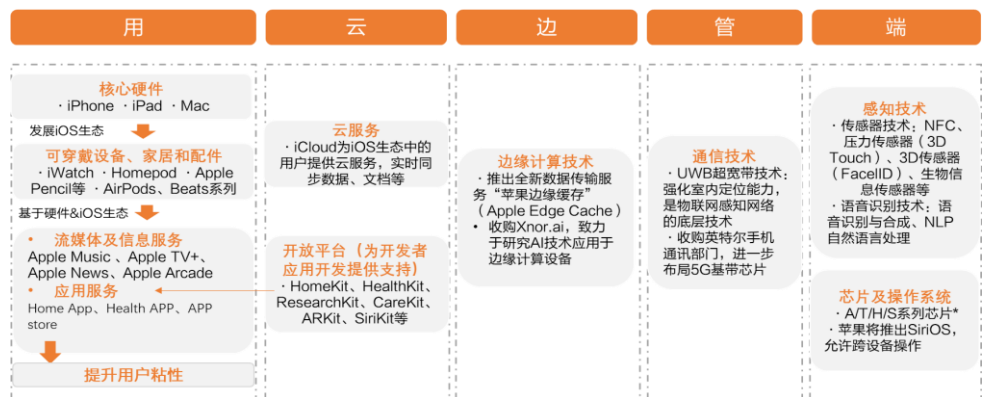 用
云
边
管
端
核心硬件
· iPhone · iPad · Mac
发展iOS生态
可穿戴设备、家居和配件
· iWatch · Homepod · Apple
Pencil等 · AirPods、Beats系列
基于硬件&iOS生态
• 流媒体及信息服务
Apple Music 、Apple TV+、
Apple News、Apple Arcade
• 应用服务
Home App、Health APP、APP
store
提升用户粘性
云服务
· iCloud为iOS生态中的
用户提供云服务，实时同
步数据、文档等
开放平台（为开发者
应用开发提供支持）
· HomeKit、HealthKit、
ResearchKit、CareKit、
ARKit、SiriKit等
边缘计算技术
· 推出全新数据传输服
务“苹果边缘缓存”
（Apple Edge Cache）
• 收购Xnor.ai，致力
于研究AI技术应用于
边缘计算设备
通信技术
· UWB超宽带技术：
强化室内定位能力，
是物联网感知网络
的底层技术
· 收购英特尔手机
通讯部门，进一步
布局5G基带芯片
感知技术
· 传感器技术：NFC、
压力传感器（3D
Touch）、3D传感器
（FaceID）、生物信
息传感器等
· 语音识别技术：语
音识别与合成、NLP
自然语言处理
芯片及操作系统
· A/T/H/S系列芯片*
· 苹果将推出SiriOS，
允许跨设备操作